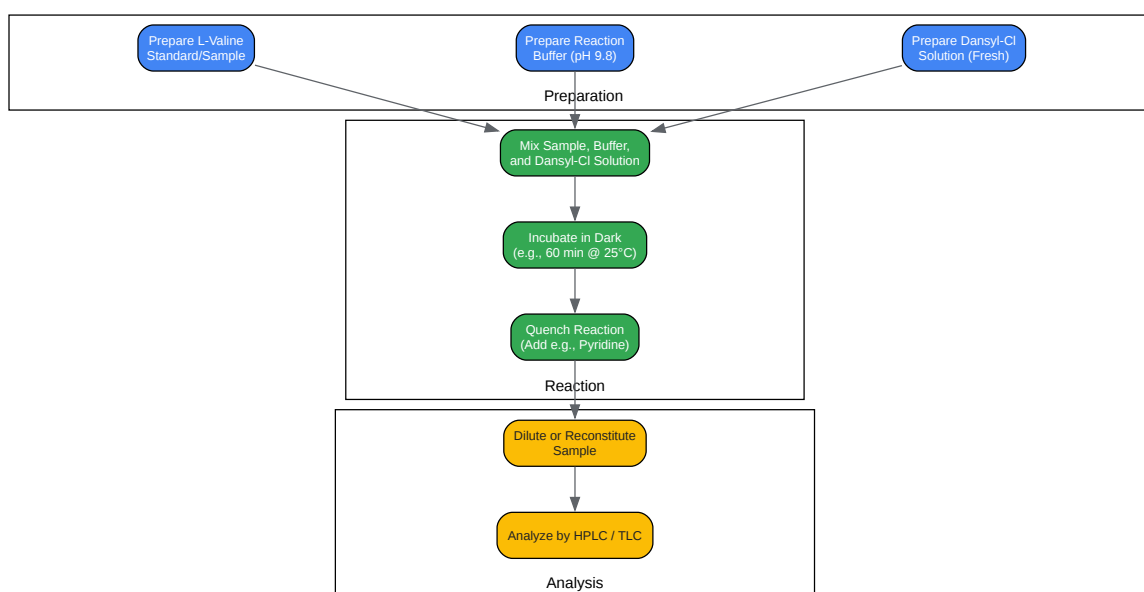 Prepare L-Valine
Standard/Sample
Prepare Reaction
Buffer (pH 9.8)
Prepare Dansyl-Cl
Solution (Fresh)
Preparation
Mix Sample, Buffer,
and Dansyl-Cl Solution
Incubate in Dark
(e.g., 60 min @ 25°C)
Quench Reaction
(Add e.g., Pyridine)
Reaction
Dilute or Reconstitute
Sample
Analyze by HPLC / TLC
Analysis